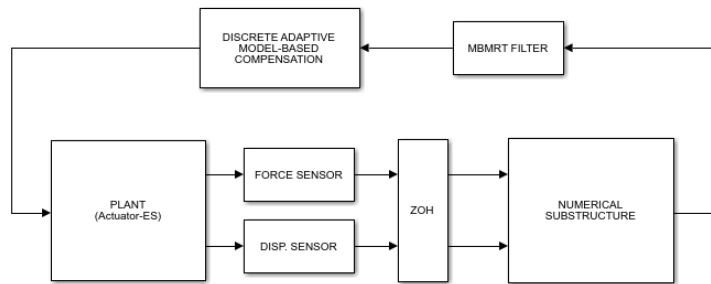 DISCRETE ADAPTIVE
MODEL-BASED
COMPENSATION
MBMRT FILTER
PLANT
(Actuator-ES)
FORCE SENSOR
DISP. SENSOR
ZOH
NUMERICAL
SUBSTRUCTURE